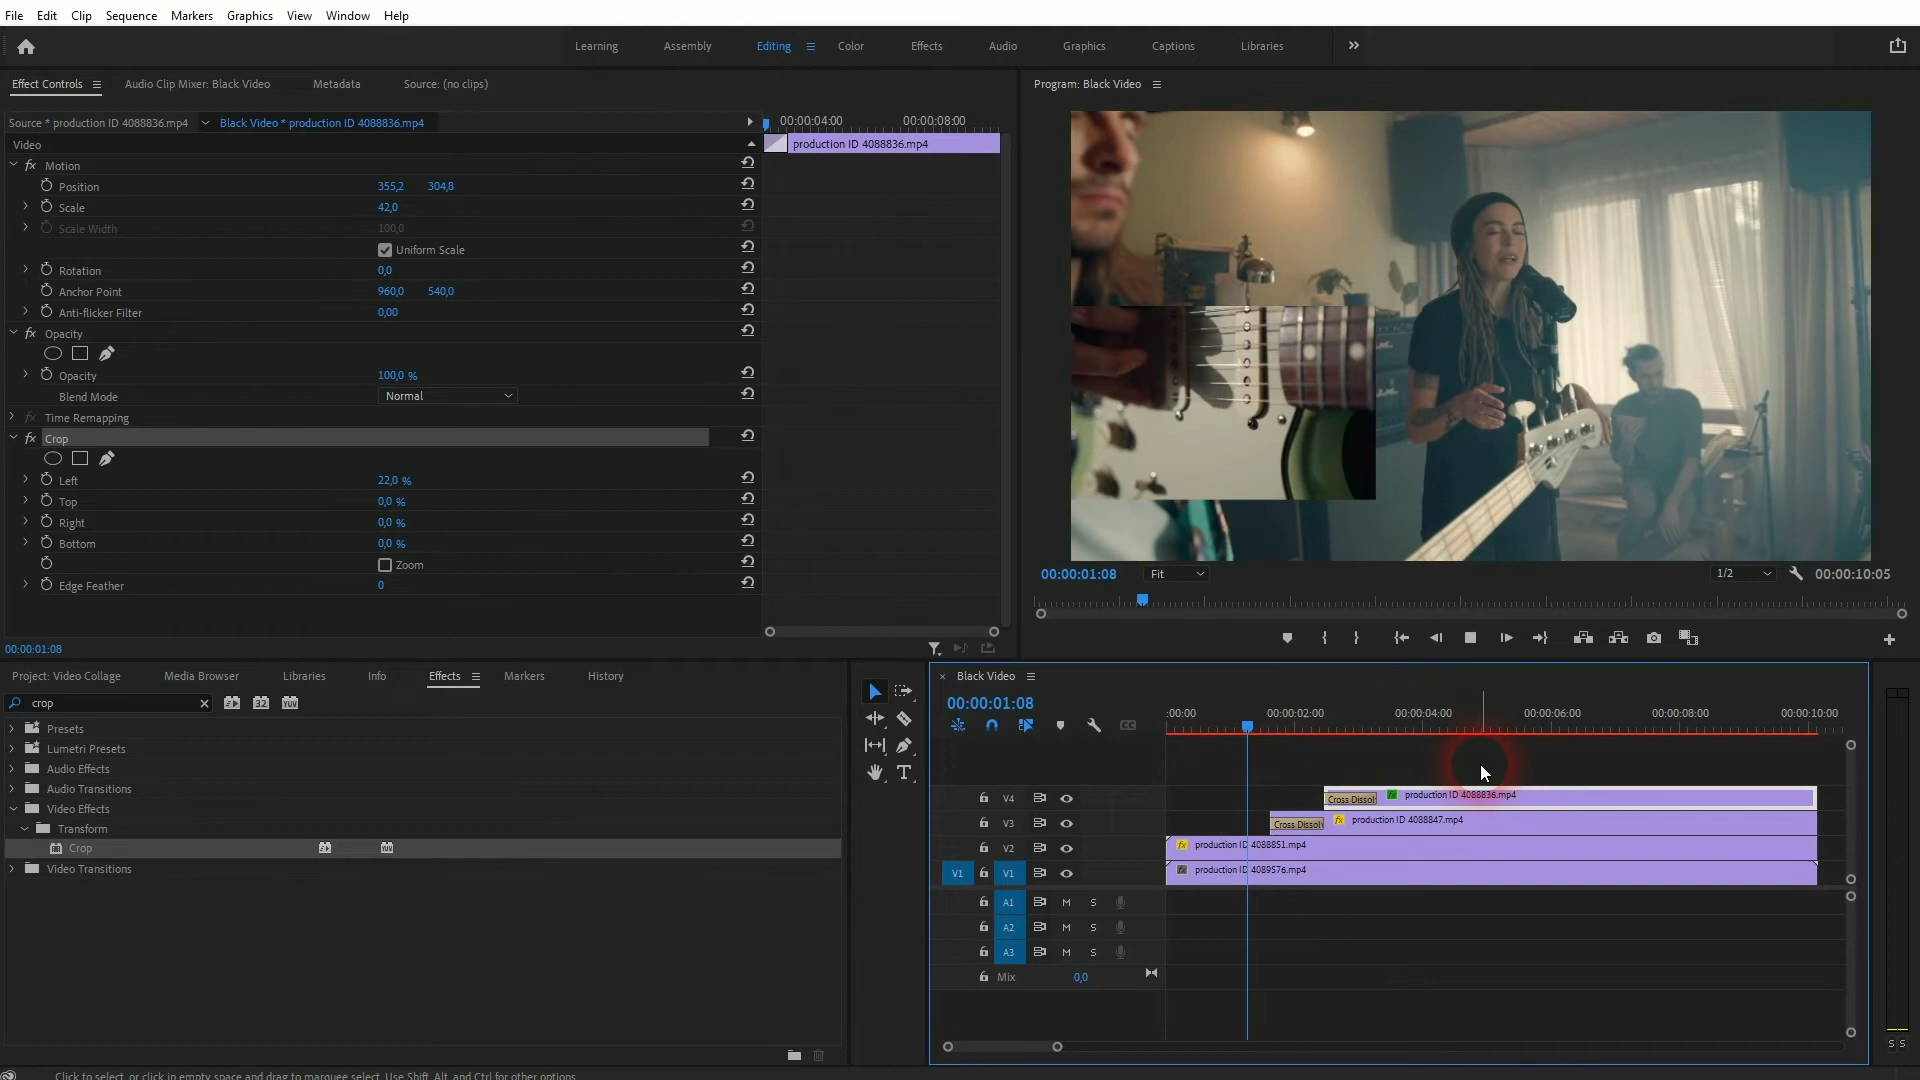 File Edit Clip Sequence Markers Graphics View Window Help
Learning Assembly Editing Color Effects Audio Graphics Captions Libraries
Effect Controls Audio Clip Mixer: Black Video Metadata Source: (no clips)
Program: Black Video
Source * production ID 4088836.mp4 Black Video * production ID 4088836.mp4
00:00:04:00 00:00:08:00
Video
production ID 4088836.mp4
fx Motion
Position 355,2 304,8
Scale 42,0
Scale Width 100,0
Uniform Scale
Rotation 0,0
Anchor Point 960,0 540,0
Anti-flicker Filter 0,00
fx Opacity
Opacity 100,0 %
Blend Mode Normal
fx Time Remapping
fx Crop
Left 22,0 %
Top 0,0 %
Right 0,0 %
Bottom 0,0 %
Zoom
Edge Feather 0
00:00:01:08
00:00:01:08 Fit 1/2 00:00:10:05
Project: Video Collage Media Browser Libraries Info Effects Markers History
crop 32 YUV
Presets
Lumetri Presets
Audio Effects
Audio Transitions
Video Effects
Transform
Crop
Video Transitions
T
× Black Video
00:00:01:08
:00:00 00:00:02:00 00:00:04:00 00:00:06:00 00:00:08:00 00:00:10:00
CC
V4 Cross Dissol fx production ID 4088836.mp4
V3 Cross Dissol fx production ID 4088847.mp4
V2 fx production ID 4088851.mp4
V1 V1 fx production ID 4089576.mp4
A1 M S
A2 M S
A3 M S
Mix 0,0
S S
Click to select, or click in empty space and drag to marquee select. Use Shift, Alt, and Ctrl for other options.